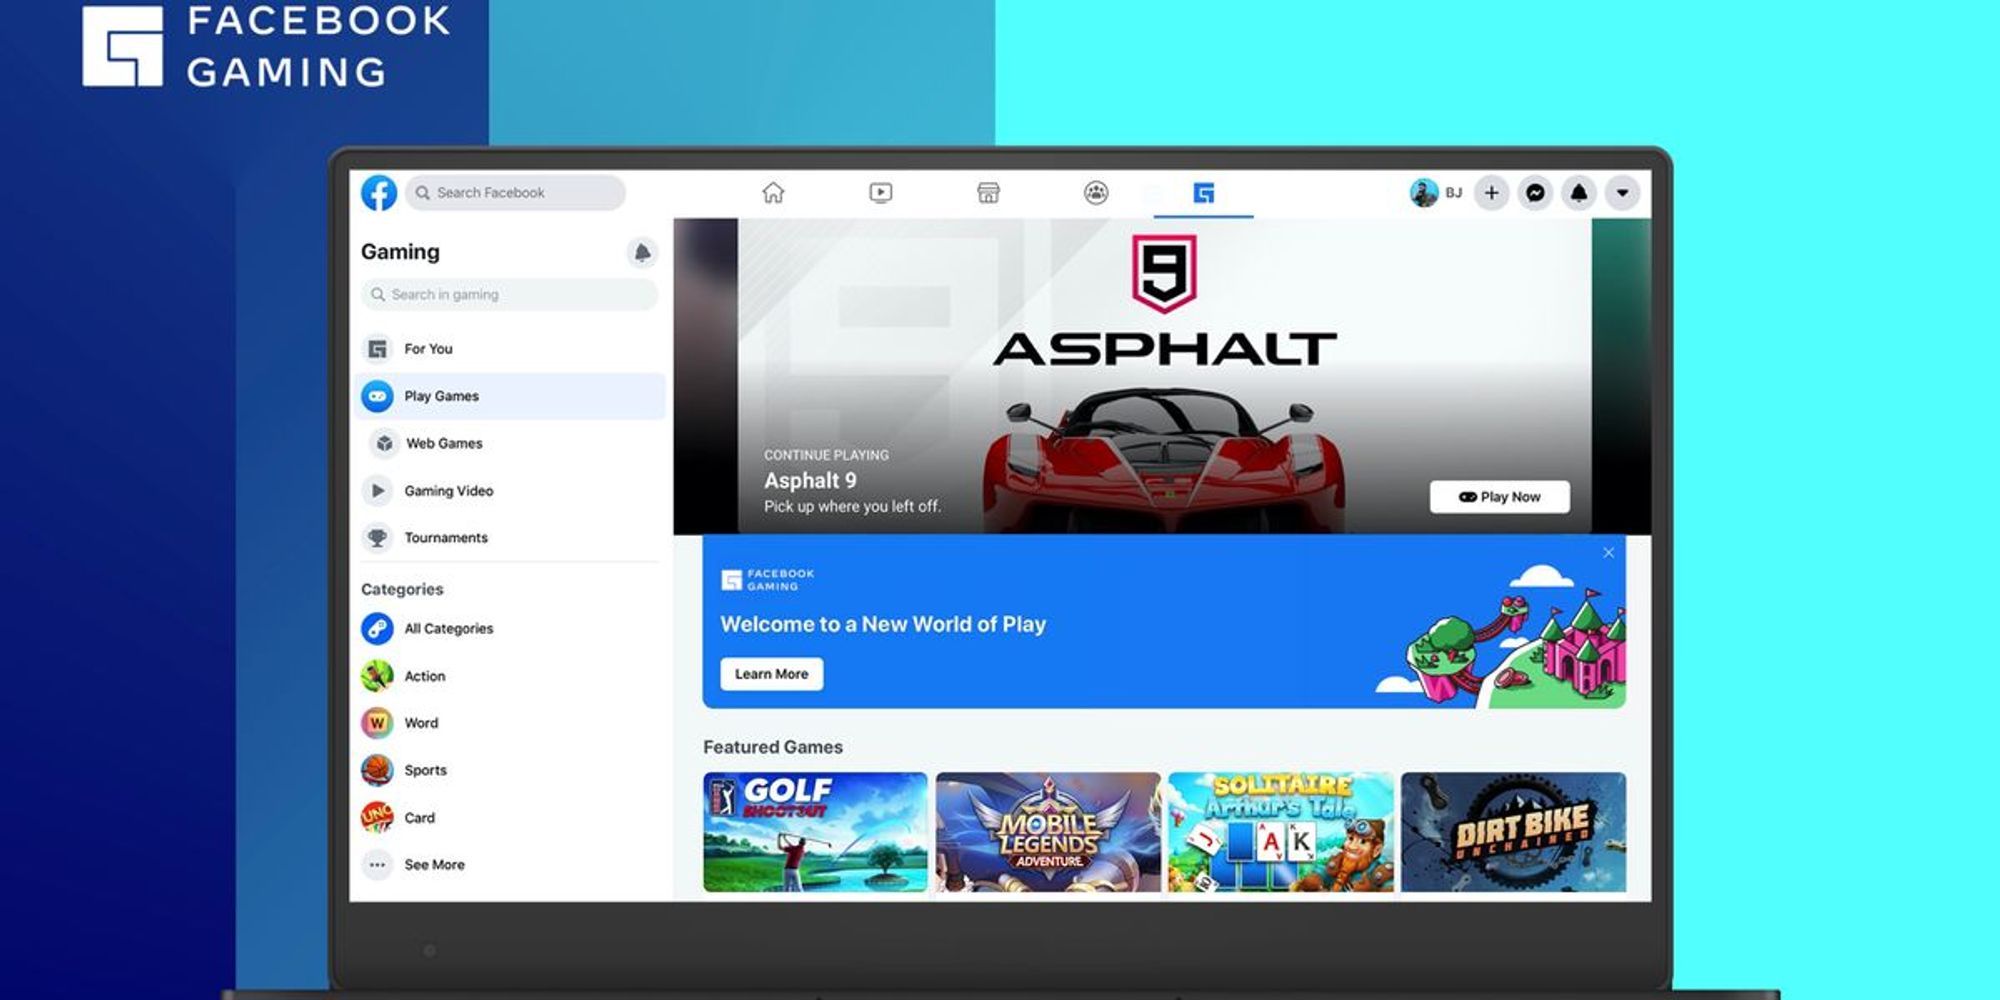 FACEBOOK
GAMING
Search Facebook
BJ
Gaming
Search in gaming
For You
Play Games
Web Games
Gaming Video
Tournaments
Categories
All Categories
Action
W
Word
Sports
UNO
Card
See More
9
ASPHALT
CONTINUE PLAYING
Asphalt 9
Pick up where you left off.
Play Now
FACEBOOK
GAMING
Welcome to a New World of Play
Learn More
Featured Games
GOLF
SHOOTOUT
MOBILE
LEGENDS
ADVENTURE
SOLITAIRE
Arthur's Tale
J
A
K
10
DIRT BIKE
UNCHAINED